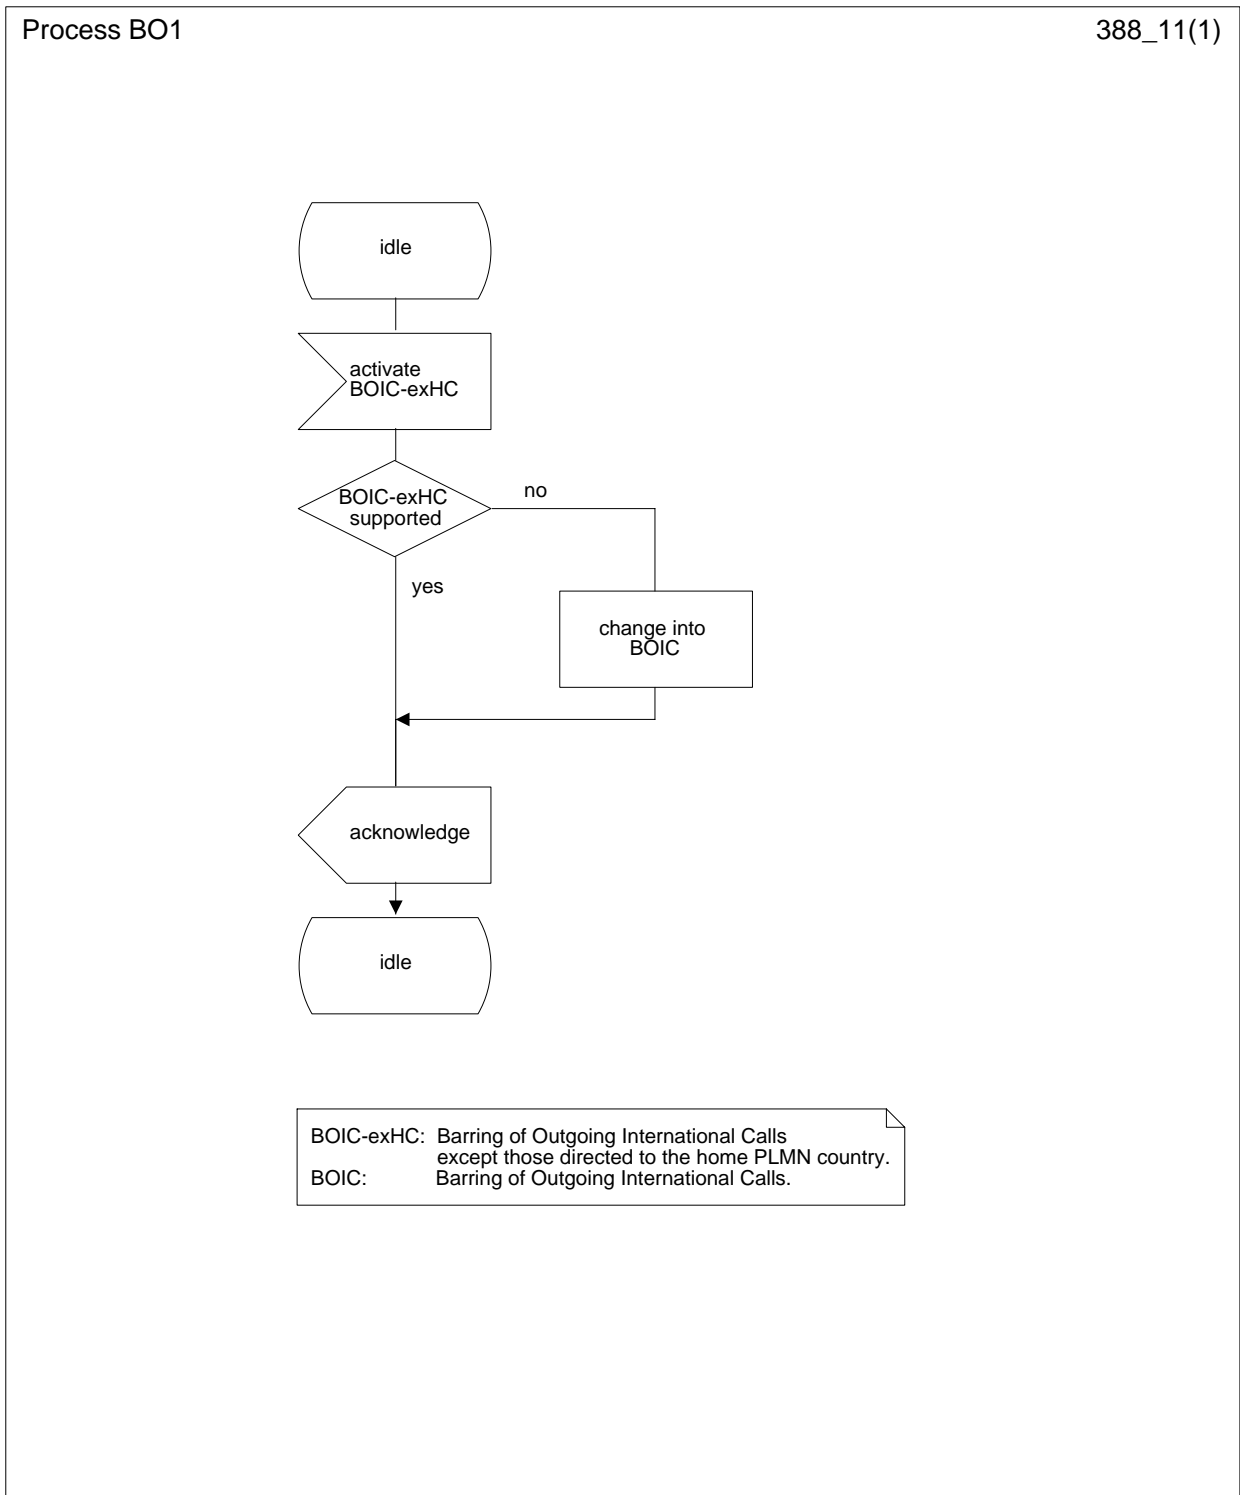 Process BO1
388_11(1)
idle
activate
BOIC-exHC
BOIC-exHC
supported
no
yes
change into
BOIC
acknowledge
idle
BOIC-exHC: Barring of Outgoing International Calls
except those directed to the home PLMN country.
BOIC: Barring of Outgoing International Calls.